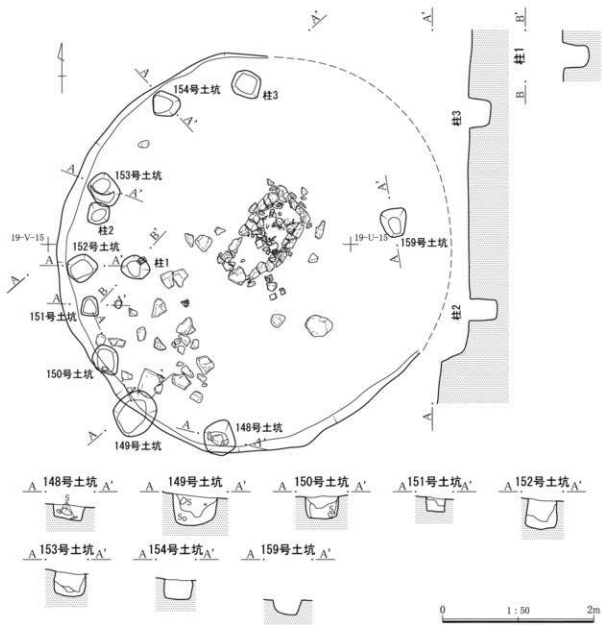 A'
A
A'
B'
柱1
B
柱3
154号土坑
A
A'
柱3
153号土坑
A
A'
柱2
B'
A'
19-V-15
19-U-15
159号土坑
A
152号土坑
A
A'
柱1
A
B
151号土坑
A
A'
A
柱2
150号土坑
A'
A'
A
149号土坑
A
148号土坑
A'
A
A 148号土坑 A'
S
A 149号土坑 A'
S
So
A 150号土坑 A'
S
A 151号土坑 A'
A 152号土坑 A'
A 153号土坑 A'
A 154号土坑 A'
A 159号土坑 A'
0 1:50 2m